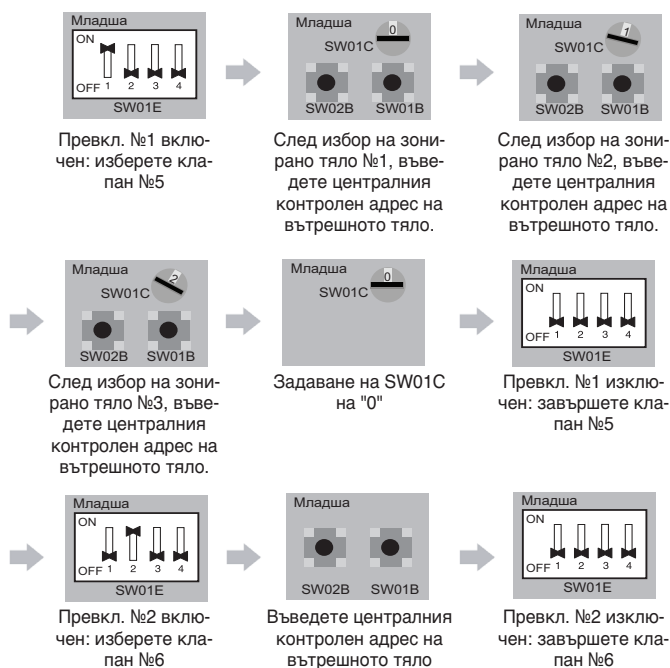 Младша
ON
OFF 1 2 3 4
SW01E
Превкл. №1 вклю-
чен: изберете кла-
пан №5
Младша
SW01C 0
SW02B SW01B
След избор на зони-
рано тяло №1, въве-
дете централния
контролен адрес на
вътрешното тяло.
Младша
SW01C 1
SW02B SW01B
След избор на зони-
рано тяло №2, въве-
дете централния
контролен адрес на
вътрешното тяло.
Младша
SW01C 2
SW02B SW01B
След избор на зони-
рано тяло №3, въве-
дете централния
контролен адрес на
вътрешното тяло.
Младша
SW01C 0
Задаване на SW01C
на "0"
Младша
ON
OFF 1 2 3 4
SW01E
Превкл. №1 изклю-
чен: завършете кла-
пан №5
Младша
ON
OFF 1 2 3 4
SW01E
Превкл. №2 вклю-
чен: изберете кла-
пан №6
Младша
SW02B SW01B
Въведете централния
контролен адрес на
вътрешното тяло
Младша
ON
OFF 1 2 3 4
SW01E
Превкл. №2 изклю-
чен: завършете кла-
пан №6